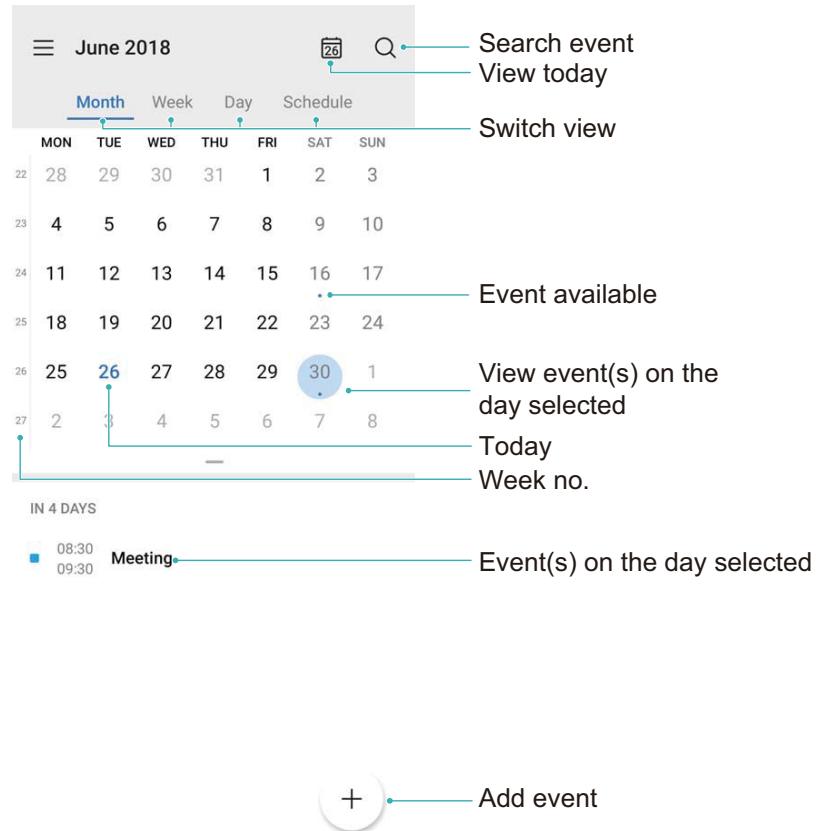 June 2018 26 Search event
View today
Month Week Day Schedule
Switch view
MON TUE WED THU FRI SAT SUN
22 28 29 30 31 1 2 3
23 4 5 6 7 8 9 10
24 11 12 13 14 15 16 17
Event available
25 18 19 20 21 22 23 24
26 25 26 27 28 29 30 1
View event(s) on the
day selected
27 2 3 4 5 6 7 8
Today
Week no.
IN 4 DAYS
08:30
Meeting
09:30
Event(s) on the day selected
+ Add event